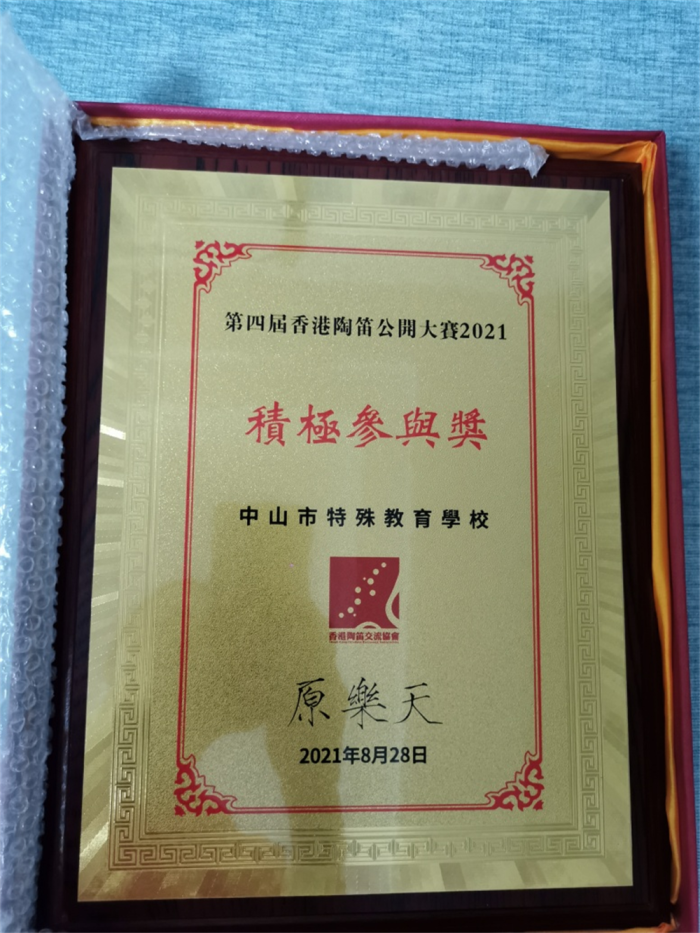 第四屆香港陶笛公開大賽2021
積極參與獎
中山市特殊教育學校
香港陶笛交流協會
原樂天
2021年8月28日